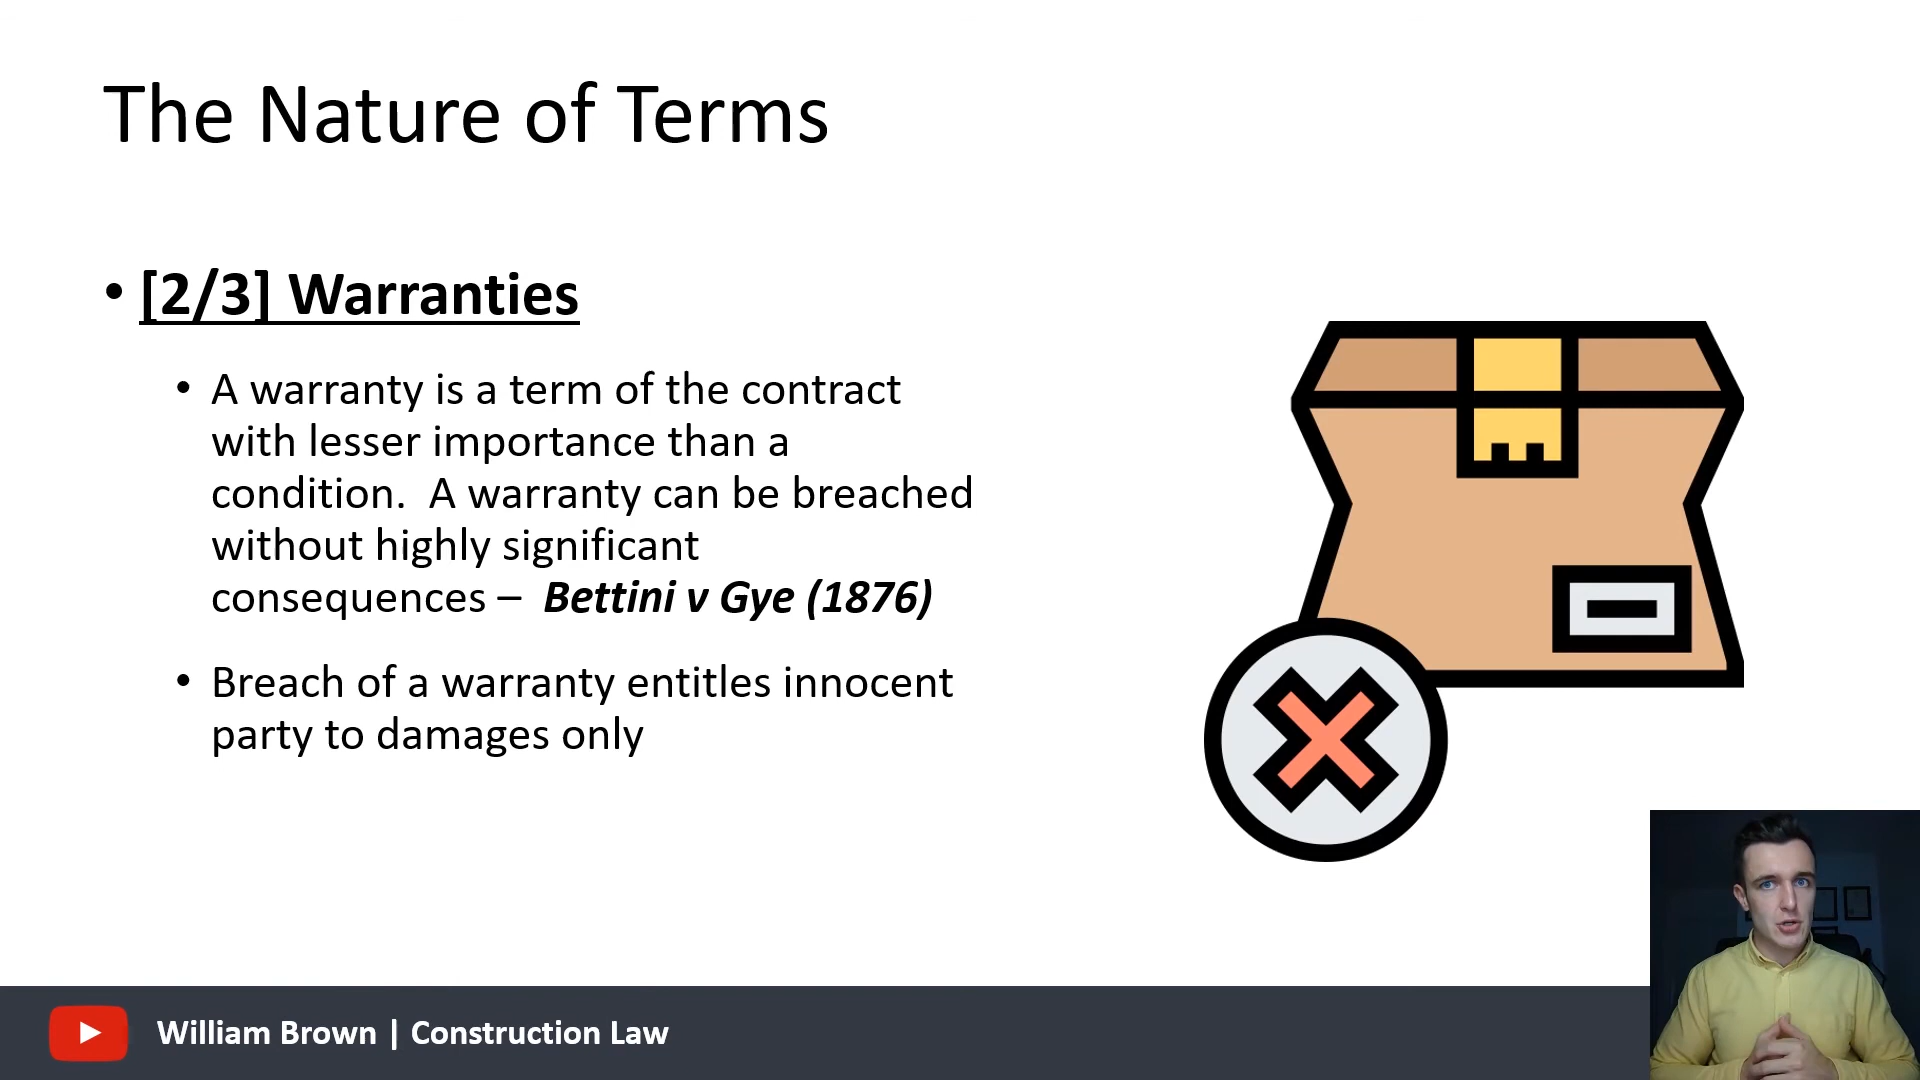 The Nature of Terms
• [2/3] Warranties
• A warranty is a term of the contract
with lesser importance than a
condition.  A warranty can be breached
without highly significant
consequences –  Bettini v Gye (1876)
• Breach of a warranty entitles innocent
party to damages only
William Brown | Construction Law